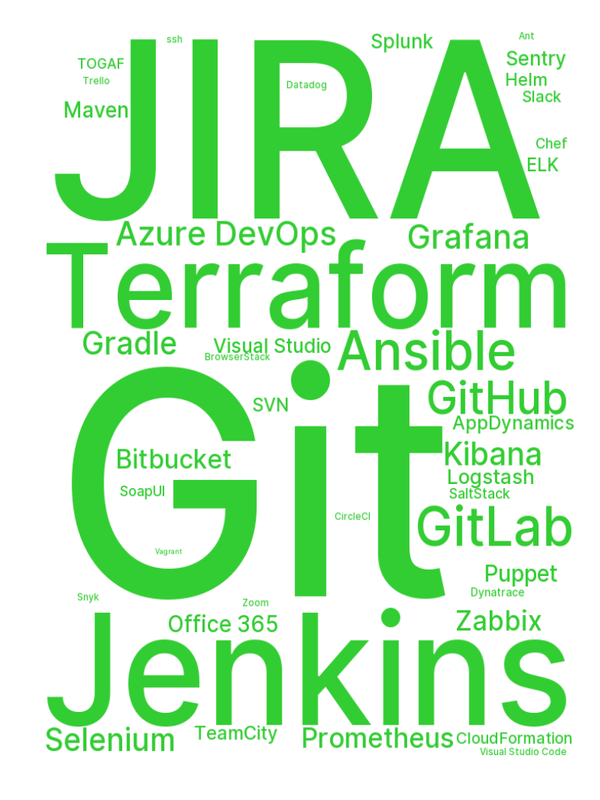 JIRA
ssh
Splunk
Ant
TOGAF
Sentry
Trello
Datadog
Helm
Slack
Maven
Chef
ELK
Azure DevOps
Grafana
Terraform
Gradle
Visual Studio
BrowserStack
Ansible
Git
SVN
GitHub
AppDynamics
Bitbucket
Kibana
Logstash
SoapUI
SaltStack
CircleCI
GitLab
Vagrant
Puppet
Dynatrace
Snyk
Zoom
Office 365
Zabbix
Jenkins
Selenium
TeamCity
Prometheus
CloudFormation
Visual Studio Code